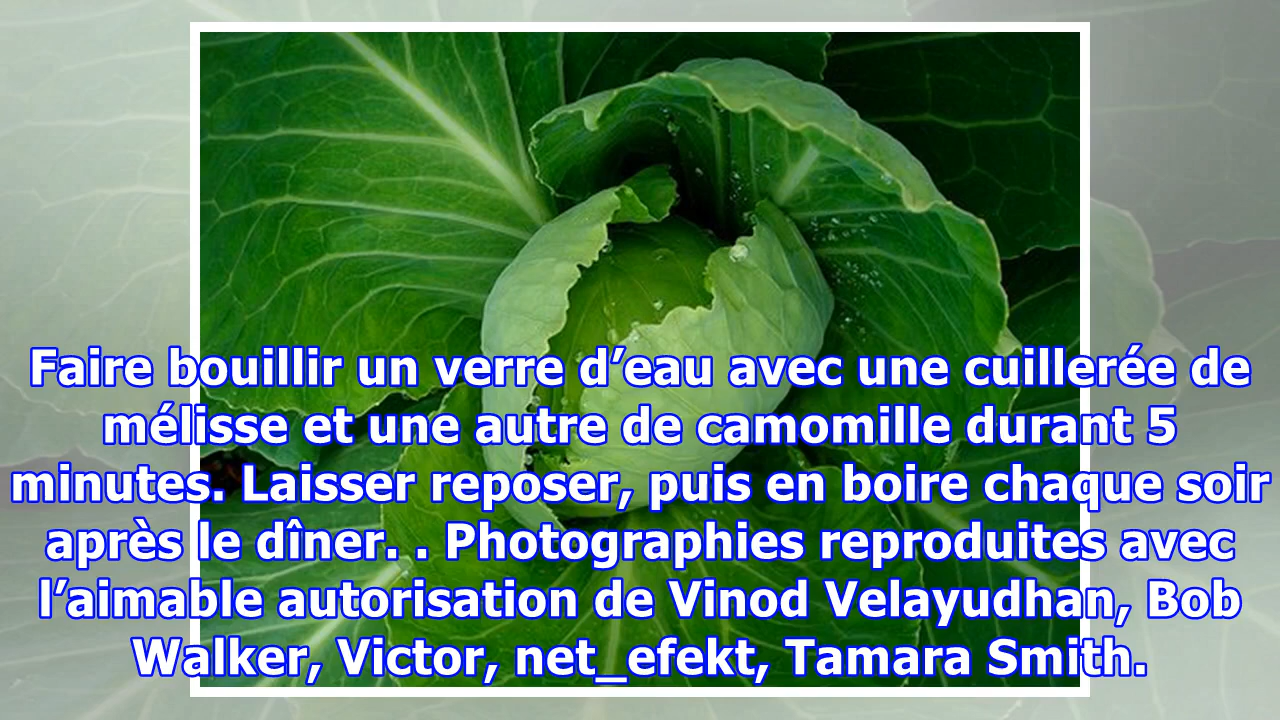 Faire bouillir un verre d’eau avec une cuillerée de
mélisse et une autre de camomille durant 5
minutes. Laisser reposer, puis en boire chaque soir
après le dîner. . Photographies reproduites avec
l’aimable autorisation de Vinod Velayudhan, Bob
Walker, Victor, net_efekt, Tamara Smith.